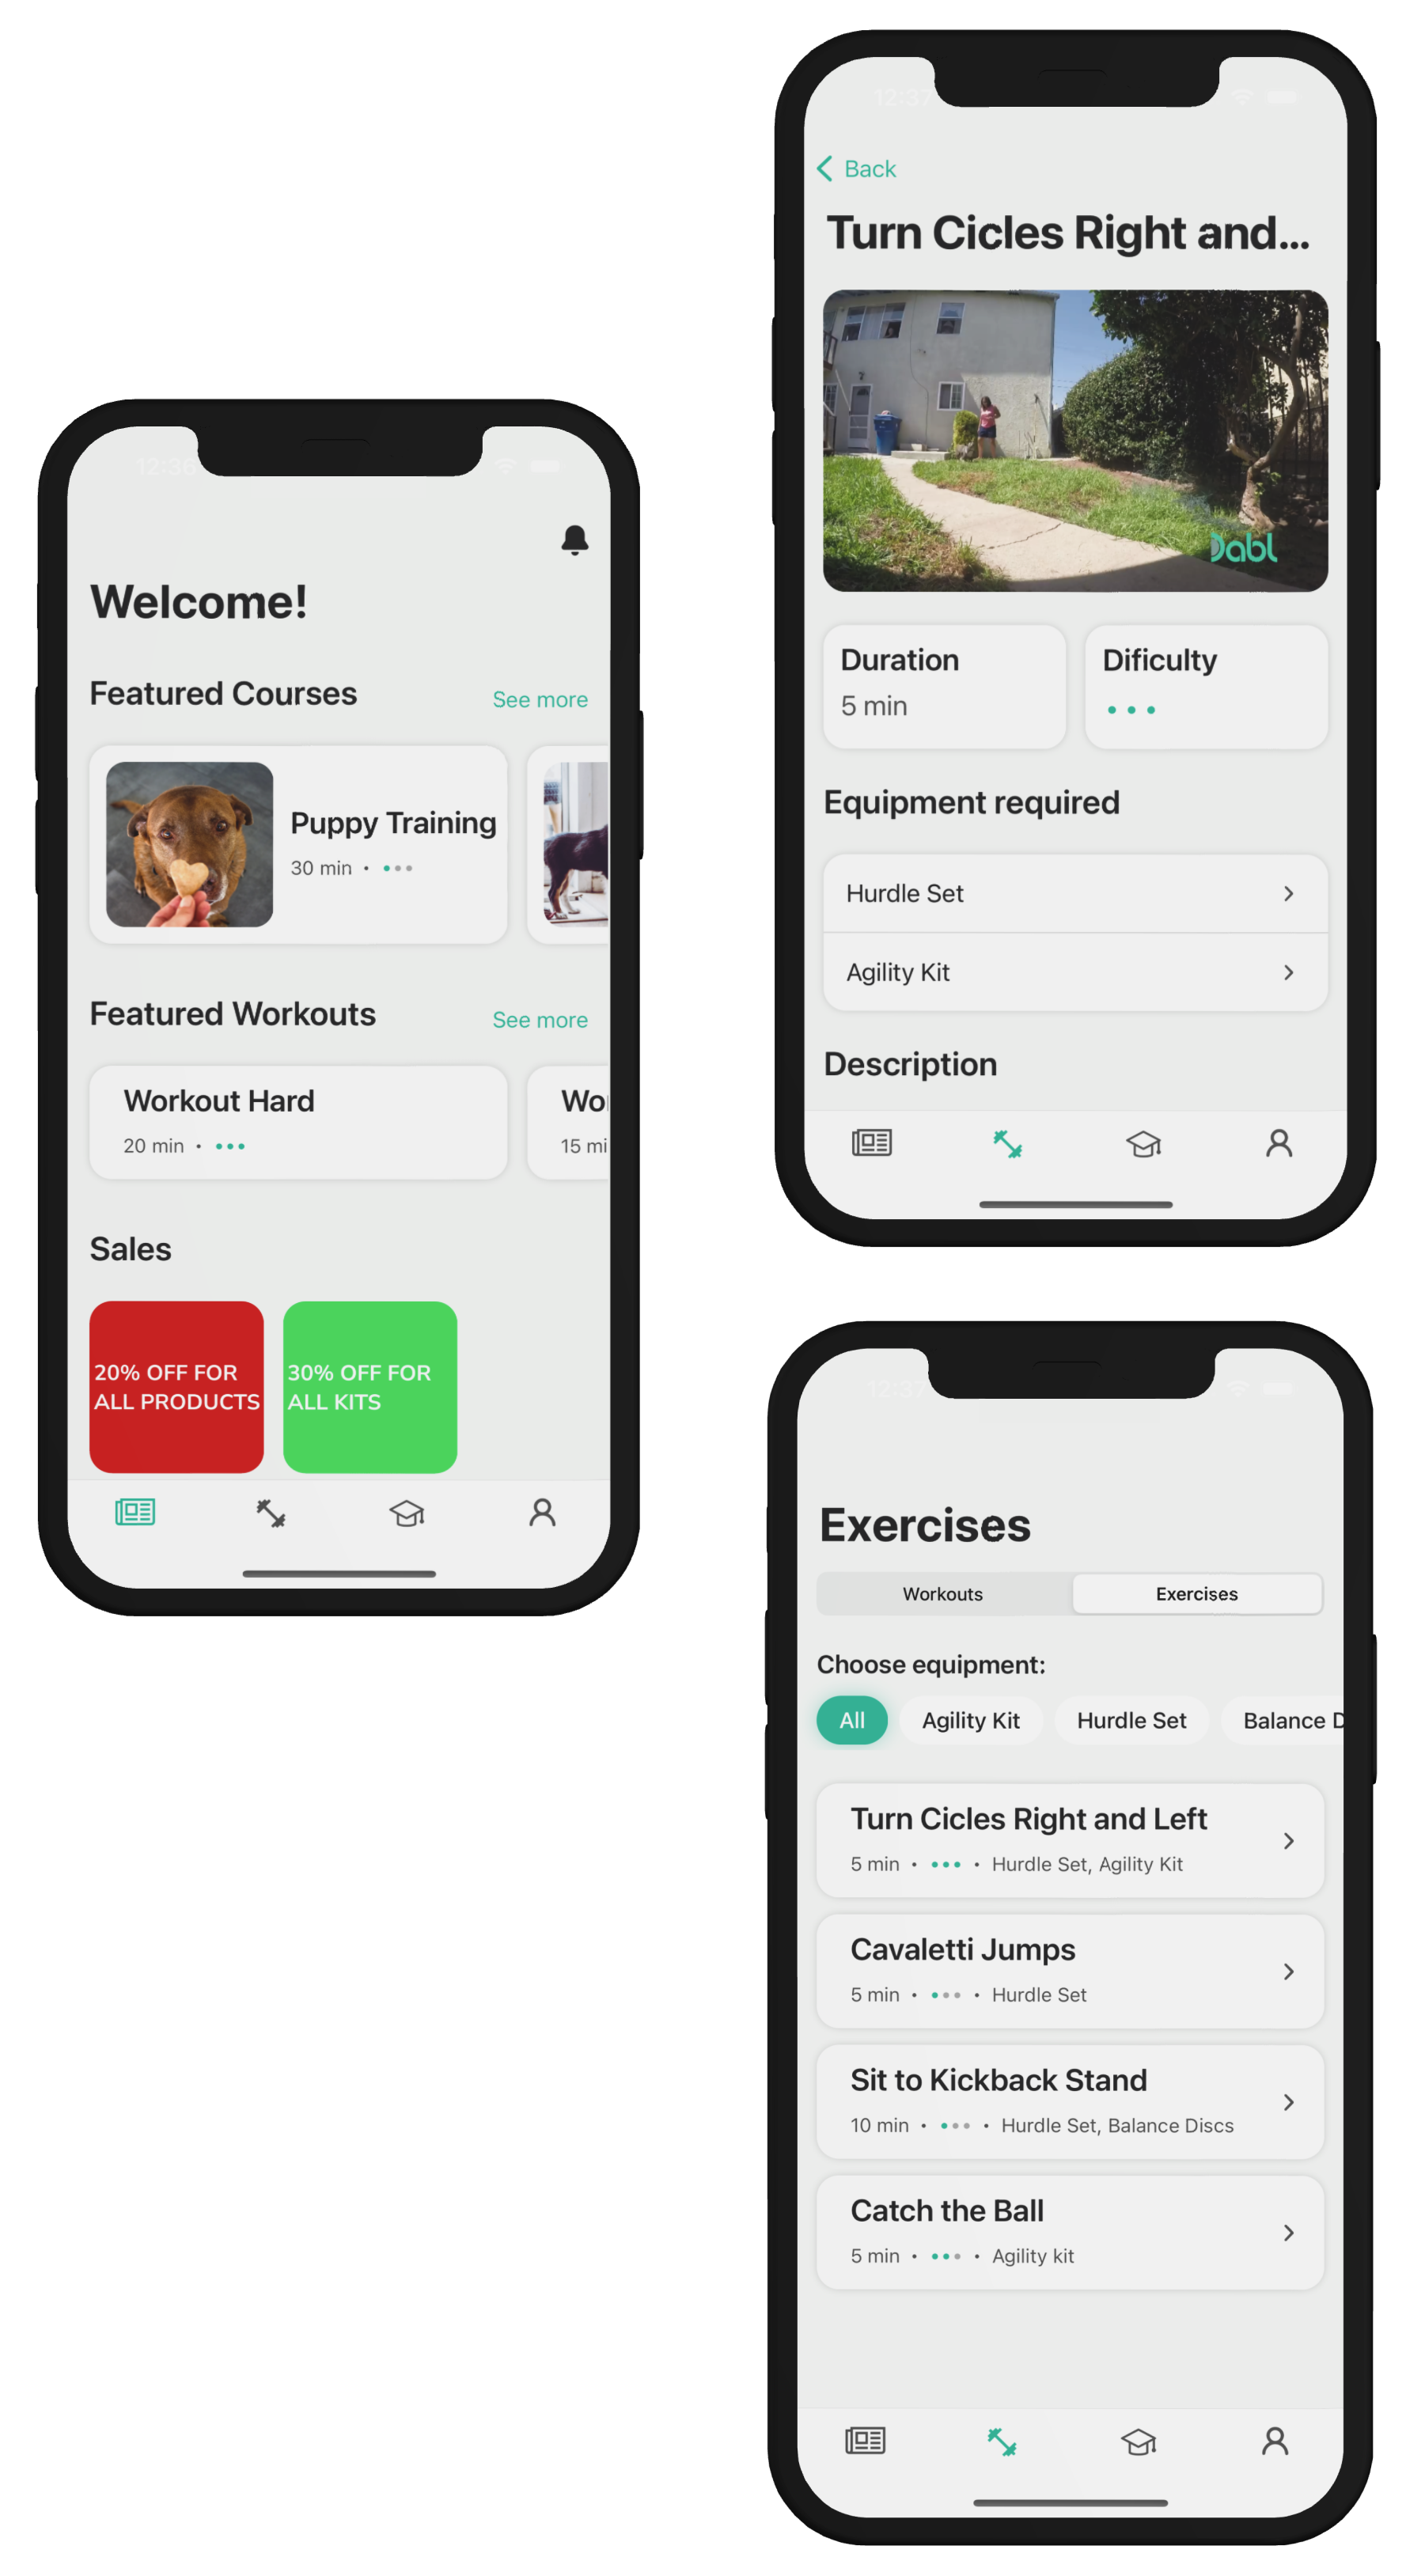 12:36
Welcome!
Featured Courses
See more
Puppy Training
30 min •
Featured Workouts
See more
Workout Hard
20 min •
Wo
15 mi
Sales
20% OFF FOR
ALL PRODUCTS
30% OFF FOR
ALL KITS
12:37
Back
Turn Cicles Right and...
Dabl
Duration
5 min
Dificulty
Equipment required
Hurdle Set
Agility Kit
Description
12:37
Exercises
Workouts
Exercises
Choose equipment:
All
Agility Kit
Hurdle Set
Balance D
Turn Cicles Right and Left
5 min • • Hurdle Set, Agility Kit
Cavaletti Jumps
5 min • • Hurdle Set
Sit to Kickback Stand
10 min • • Hurdle Set, Balance Discs
Catch the Ball
5 min • • Agility kit